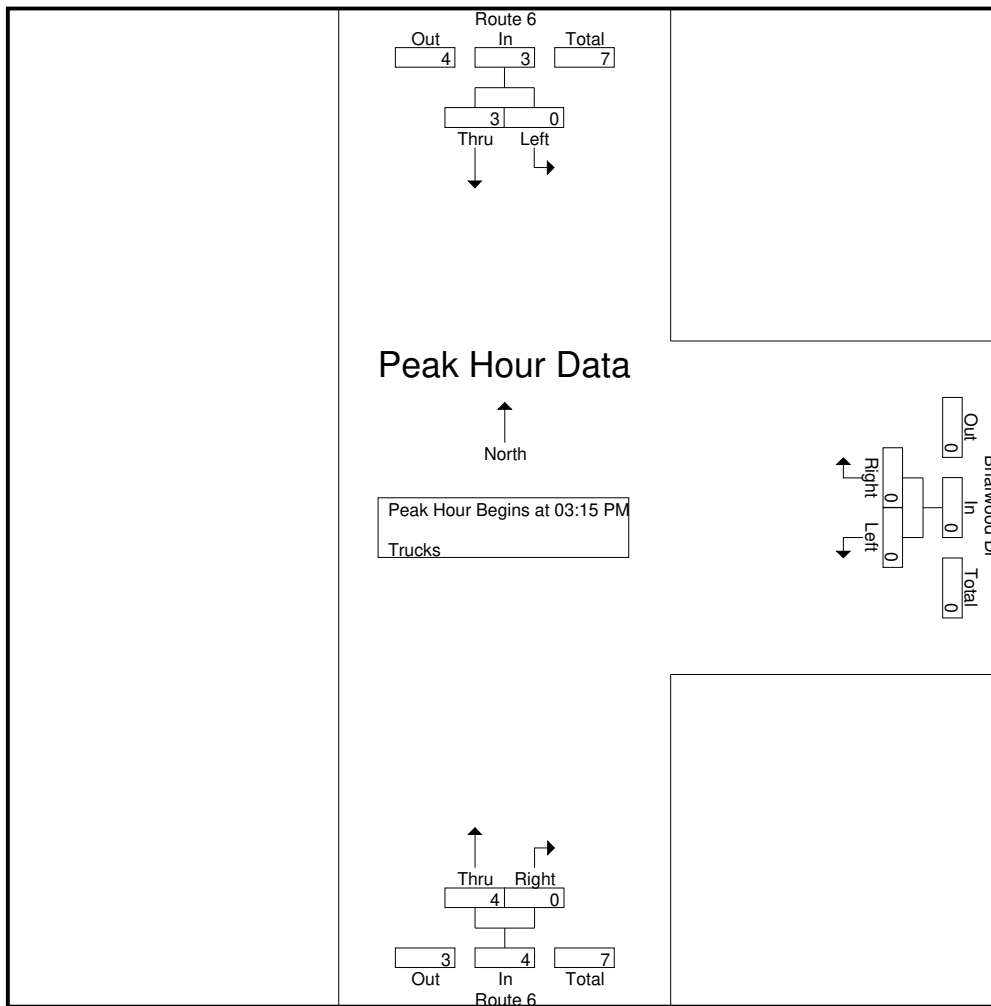 Route 6
Out In Total
4 3 7
3 0
Thru Left
Peak Hour Data
North
Peak Hour Begins at 03:15 PM
Trucks
Out
0
In
0
Total
0
Right
0
Left
0
Thru Right
4 0
3 4 7
Out In Total
Route 6